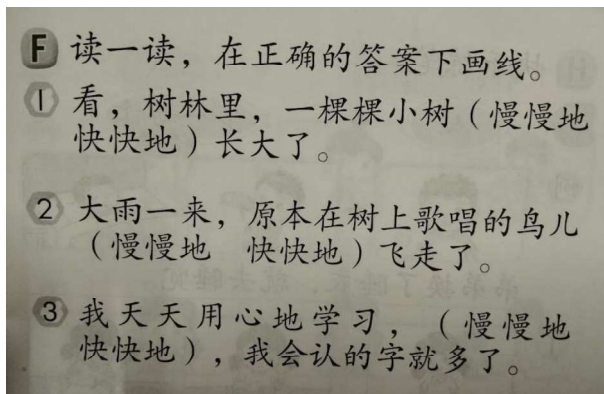 F 读一读，在正确的答案下画线。
1 看，树林里，一棵棵小树（慢慢地
快快地）长大了。
2 大雨一来，原本在树上歌唱的鸟儿
（慢慢地 快快地）飞走了。
3 我天天用心地学习，（慢慢地
快快地），我会认的字就多了。